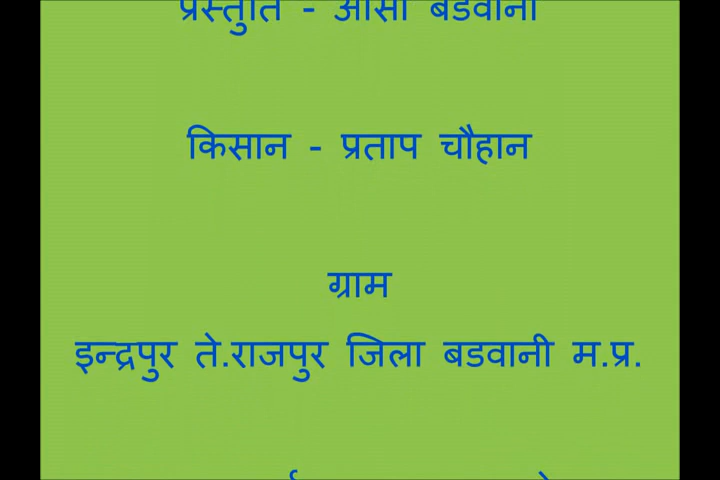 प्रस्तुति - आसा बडवानी
किसान - प्रताप चौहान
ग्राम
इन्द्रपुर ते.राजपुर जिला बडवानी म.प्र.